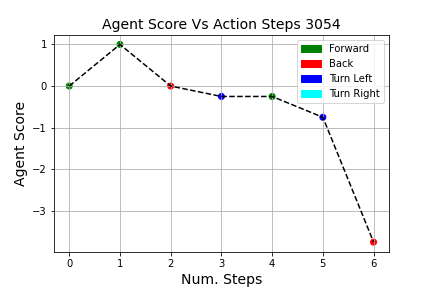 Agent Score Vs Action Steps 3054
Forward
Back
Turn Left
Turn Right
Agent Score
1
0
−1
−2
−3
0 1 2 3 4 5 6
Num. Steps